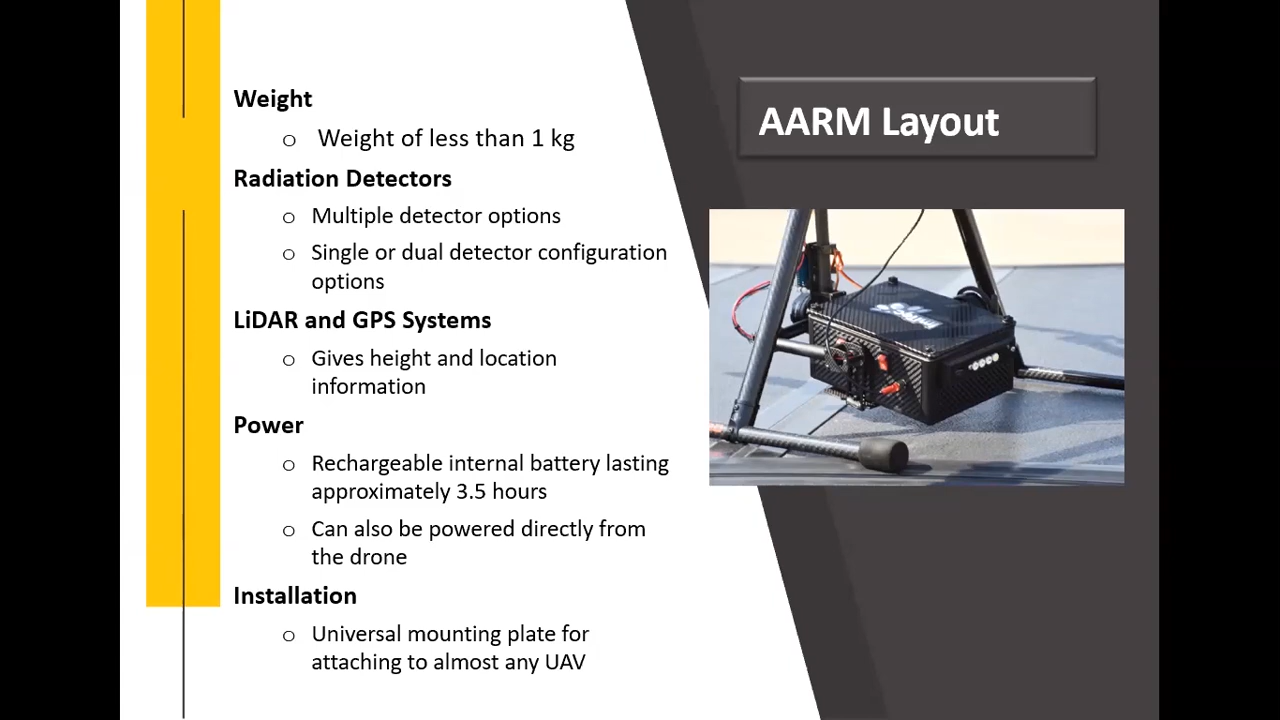 AARM Layout
Weight
o Weight of less than 1 kg
Radiation Detectors
o Multiple detector options
o Single or dual detector configuration
options
LiDAR and GPS Systems
o Gives height and location
information
Power
o Rechargeable internal battery lasting
approximately 3.5 hours
o Can also be powered directly from
the drone
Installation
o Universal mounting plate for
attaching to almost any UAV